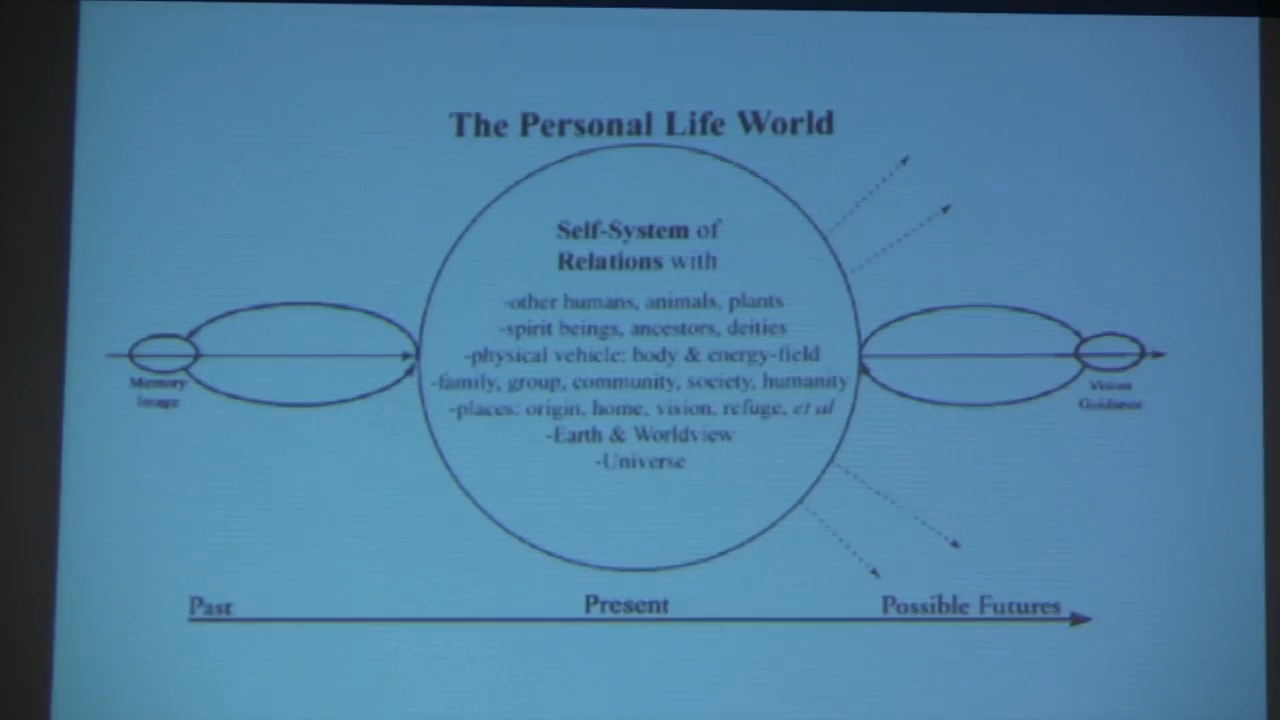 The Personal Life World
Self-System of
Relations with
-other humans, animals, plants
-spirit beings, ancestors, deities
-physical vehicle: body & energy-field
-family, group, community, society, humanity
-places: origin, home, vision, refuge, et al
-Earth & Worldview
-Universe
Memory
Image
Vision
Guidance
Past
Present
Possible Futures